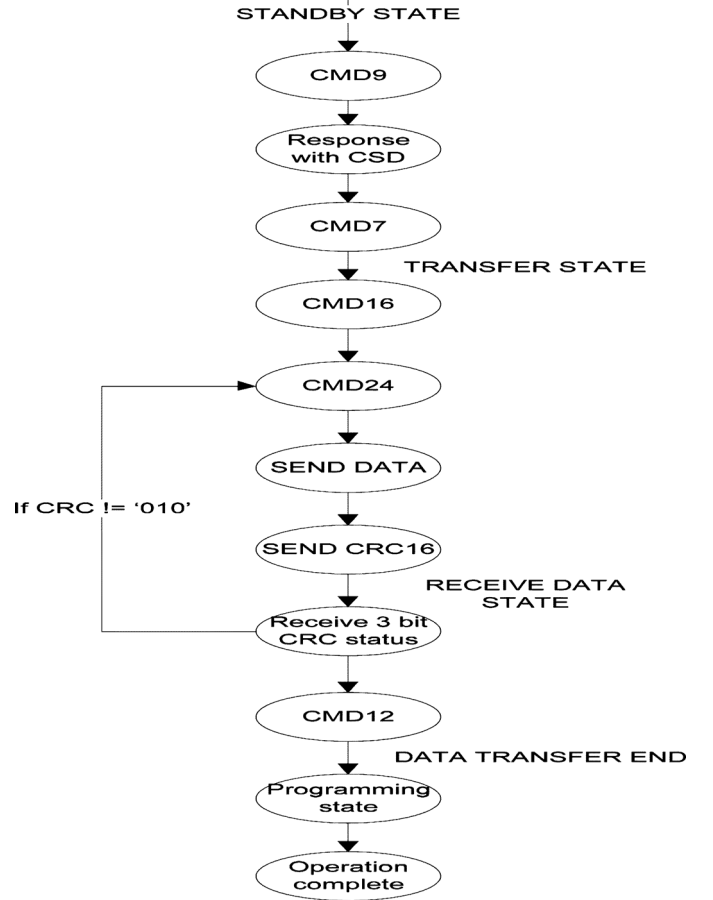 STANDBY STATE
CMD9
Response
with CSD
CMD7
TRANSFER STATE
CMD16
CMD24
SEND DATA
If CRC != ‘010’
SEND CRC16
RECEIVE DATA
STATE
Receive 3 bit
CRC status
CMD12
DATA TRANSFER END
Programming
state
Operation
complete